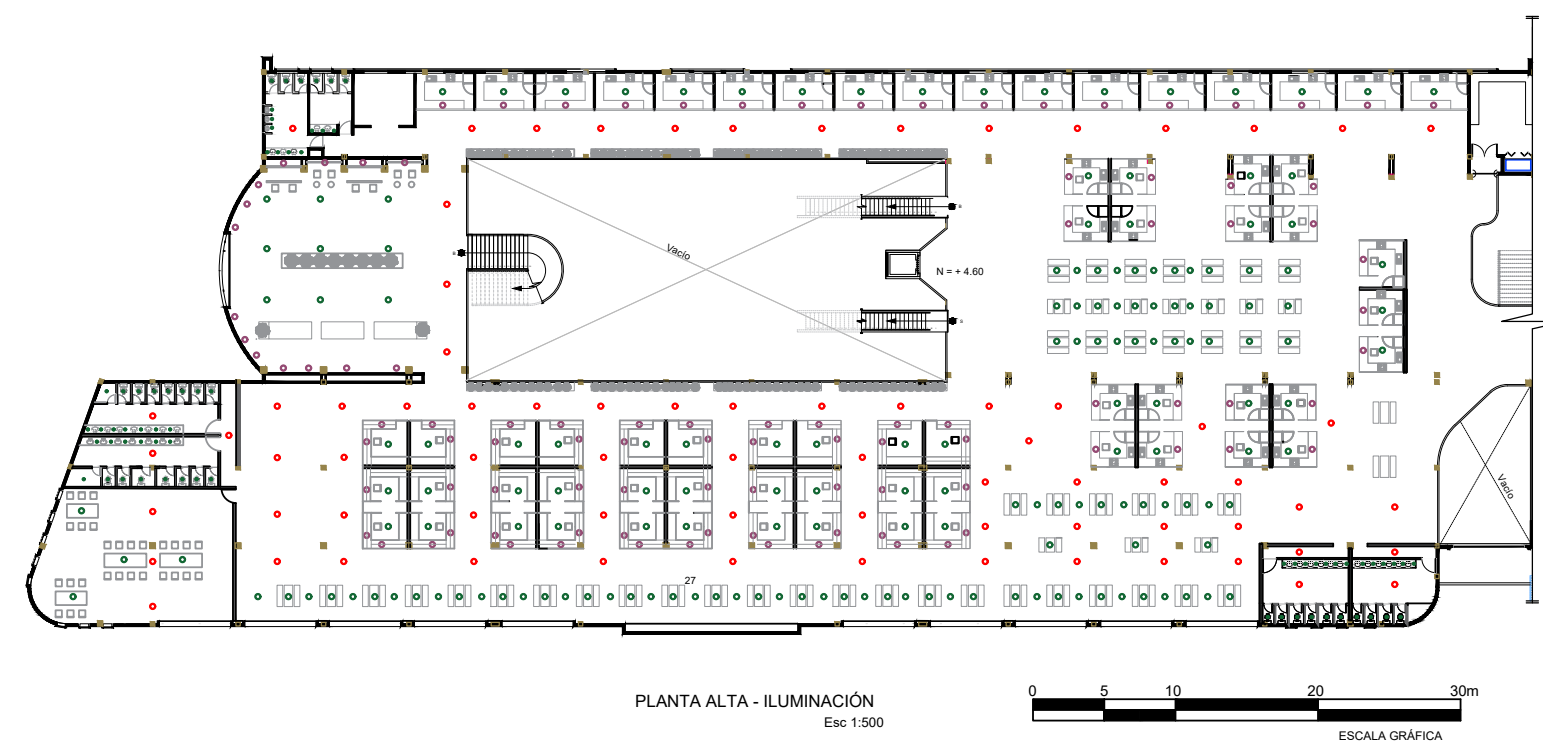 Vacío
N = + 4.60
Vacío
27
PLANTA ALTA - ILUMINACIÓN
Esc 1:500
0 5 10 20 30m
ESCALA GRÁFICA